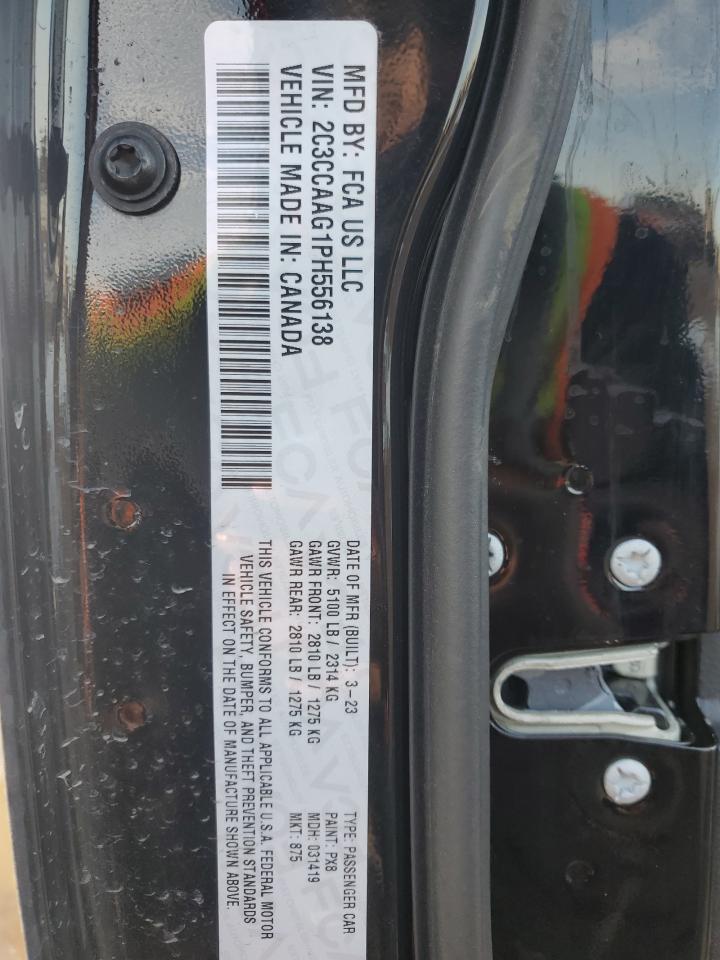 MFD BY: FCA US LLC
VIN: 2C3CCAAG1PH556138
VEHICLE MADE IN: CANADA
DATE OF MFR (BUILT): 3-23
GVWR: 5100 LB / 2314 KG
GAWR FRONT: 2810 LB / 1275 KG
GAWR REAR: 2810 LB / 1275 KG
THIS VEHICLE CONFORMS TO ALL APPLICABLE U.S.A. FEDERAL MOTOR
VEHICLE SAFETY, BUMPER, AND THEFT PREVENTION STANDARDS
IN EFFECT ON THE DATE OF MANUFACTURE SHOWN ABOVE.
TYPE: PASSENGER CAR
PAINT: PX8
MDH: 031419
MKT: 875